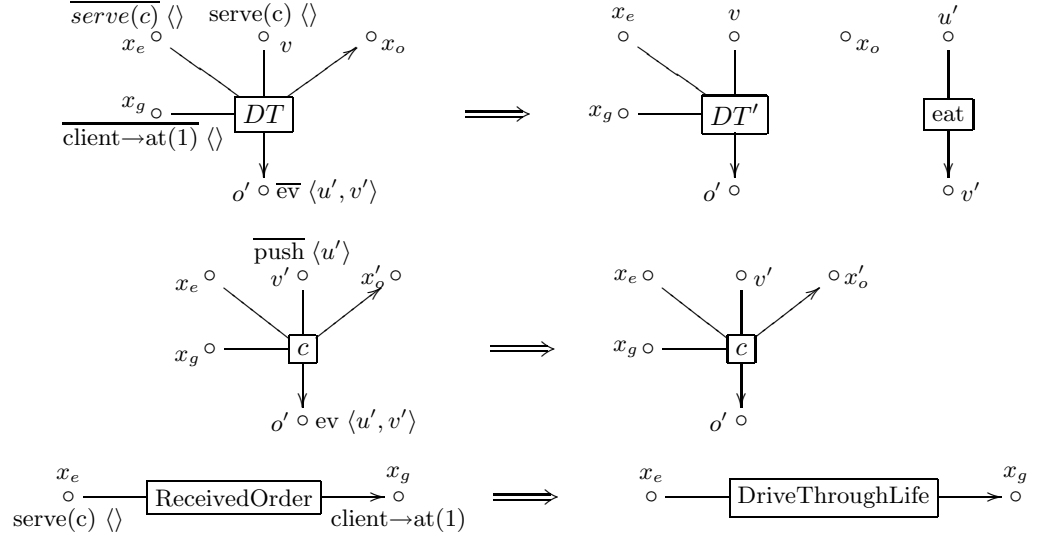 serve(c) ⟨⟩ serve(c) ⟨⟩ x_e v u′
x_e v x_o x_o
x_g DT ⟹ x_g DT′ eat
client→at(1) ⟨⟩
o′ ev ⟨u′, v′⟩ o′ v′
push ⟨u′⟩
x_e v′ x′_o x_e v′ x′_o
x_g c ⟹ x_g c
o′ ev ⟨u′, v′⟩ o′
x_e x_g x_e x_g
ReceivedOrder ⟹ DriveThroughLife
serve(c) ⟨⟩ client→at(1)